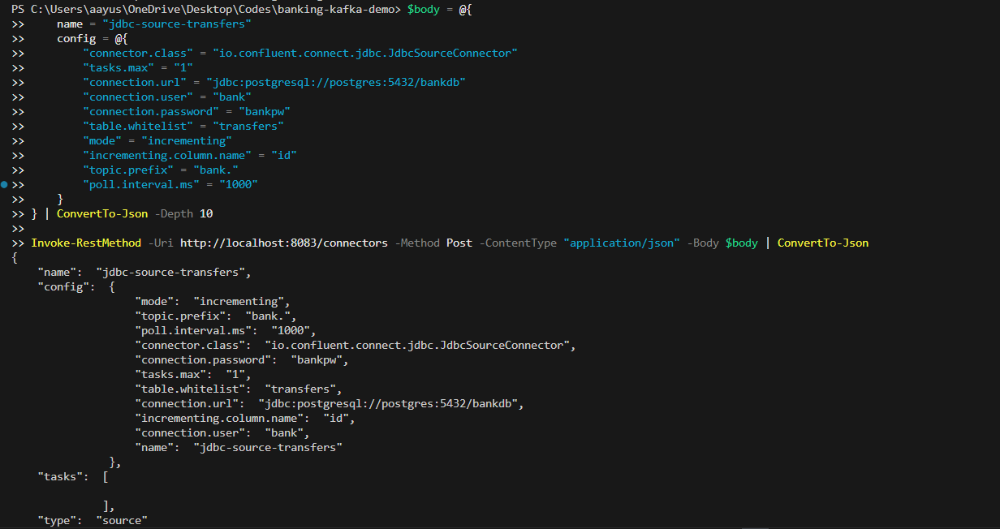 PS C:\Users\aayus\OneDrive\Desktop\Codes\banking-kafka-demo> $body = @{
>>     name = "jdbc-source-transfers"
>>     config = @{
>>         "connector.class" = "io.confluent.connect.jdbc.JdbcSourceConnector"
>>         "tasks.max" = "1"
>>         "connection.url" = "jdbc:postgresql://postgres:5432/bankdb"
>>         "connection.user" = "bank"
>>         "connection.password" = "bankpw"
>>         "table.whitelist" = "transfers"
>>         "mode" = "incrementing"
>>         "incrementing.column.name" = "id"
>>         "topic.prefix" = "bank."
>>         "poll.interval.ms" = "1000"
>>     }
>> } | ConvertTo-Json -Depth 10
>>
>> Invoke-RestMethod -Uri http://localhost:8083/connectors -Method Post -ContentType "application/json" -Body $body | ConvertTo-Json
{
    "name":  "jdbc-source-transfers",
    "config":  {
                   "mode":  "incrementing",
                   "topic.prefix":  "bank.",
                   "poll.interval.ms":  "1000",
                   "connector.class":  "io.confluent.connect.jdbc.JdbcSourceConnector",
                   "connection.password":  "bankpw",
                   "tasks.max":  "1",
                   "table.whitelist":  "transfers",
                   "connection.url":  "jdbc:postgresql://postgres:5432/bankdb",
                   "incrementing.column.name":  "id",
                   "connection.user":  "bank",
                   "name":  "jdbc-source-transfers"
               },
    "tasks":  [

              ],
    "type":  "source"